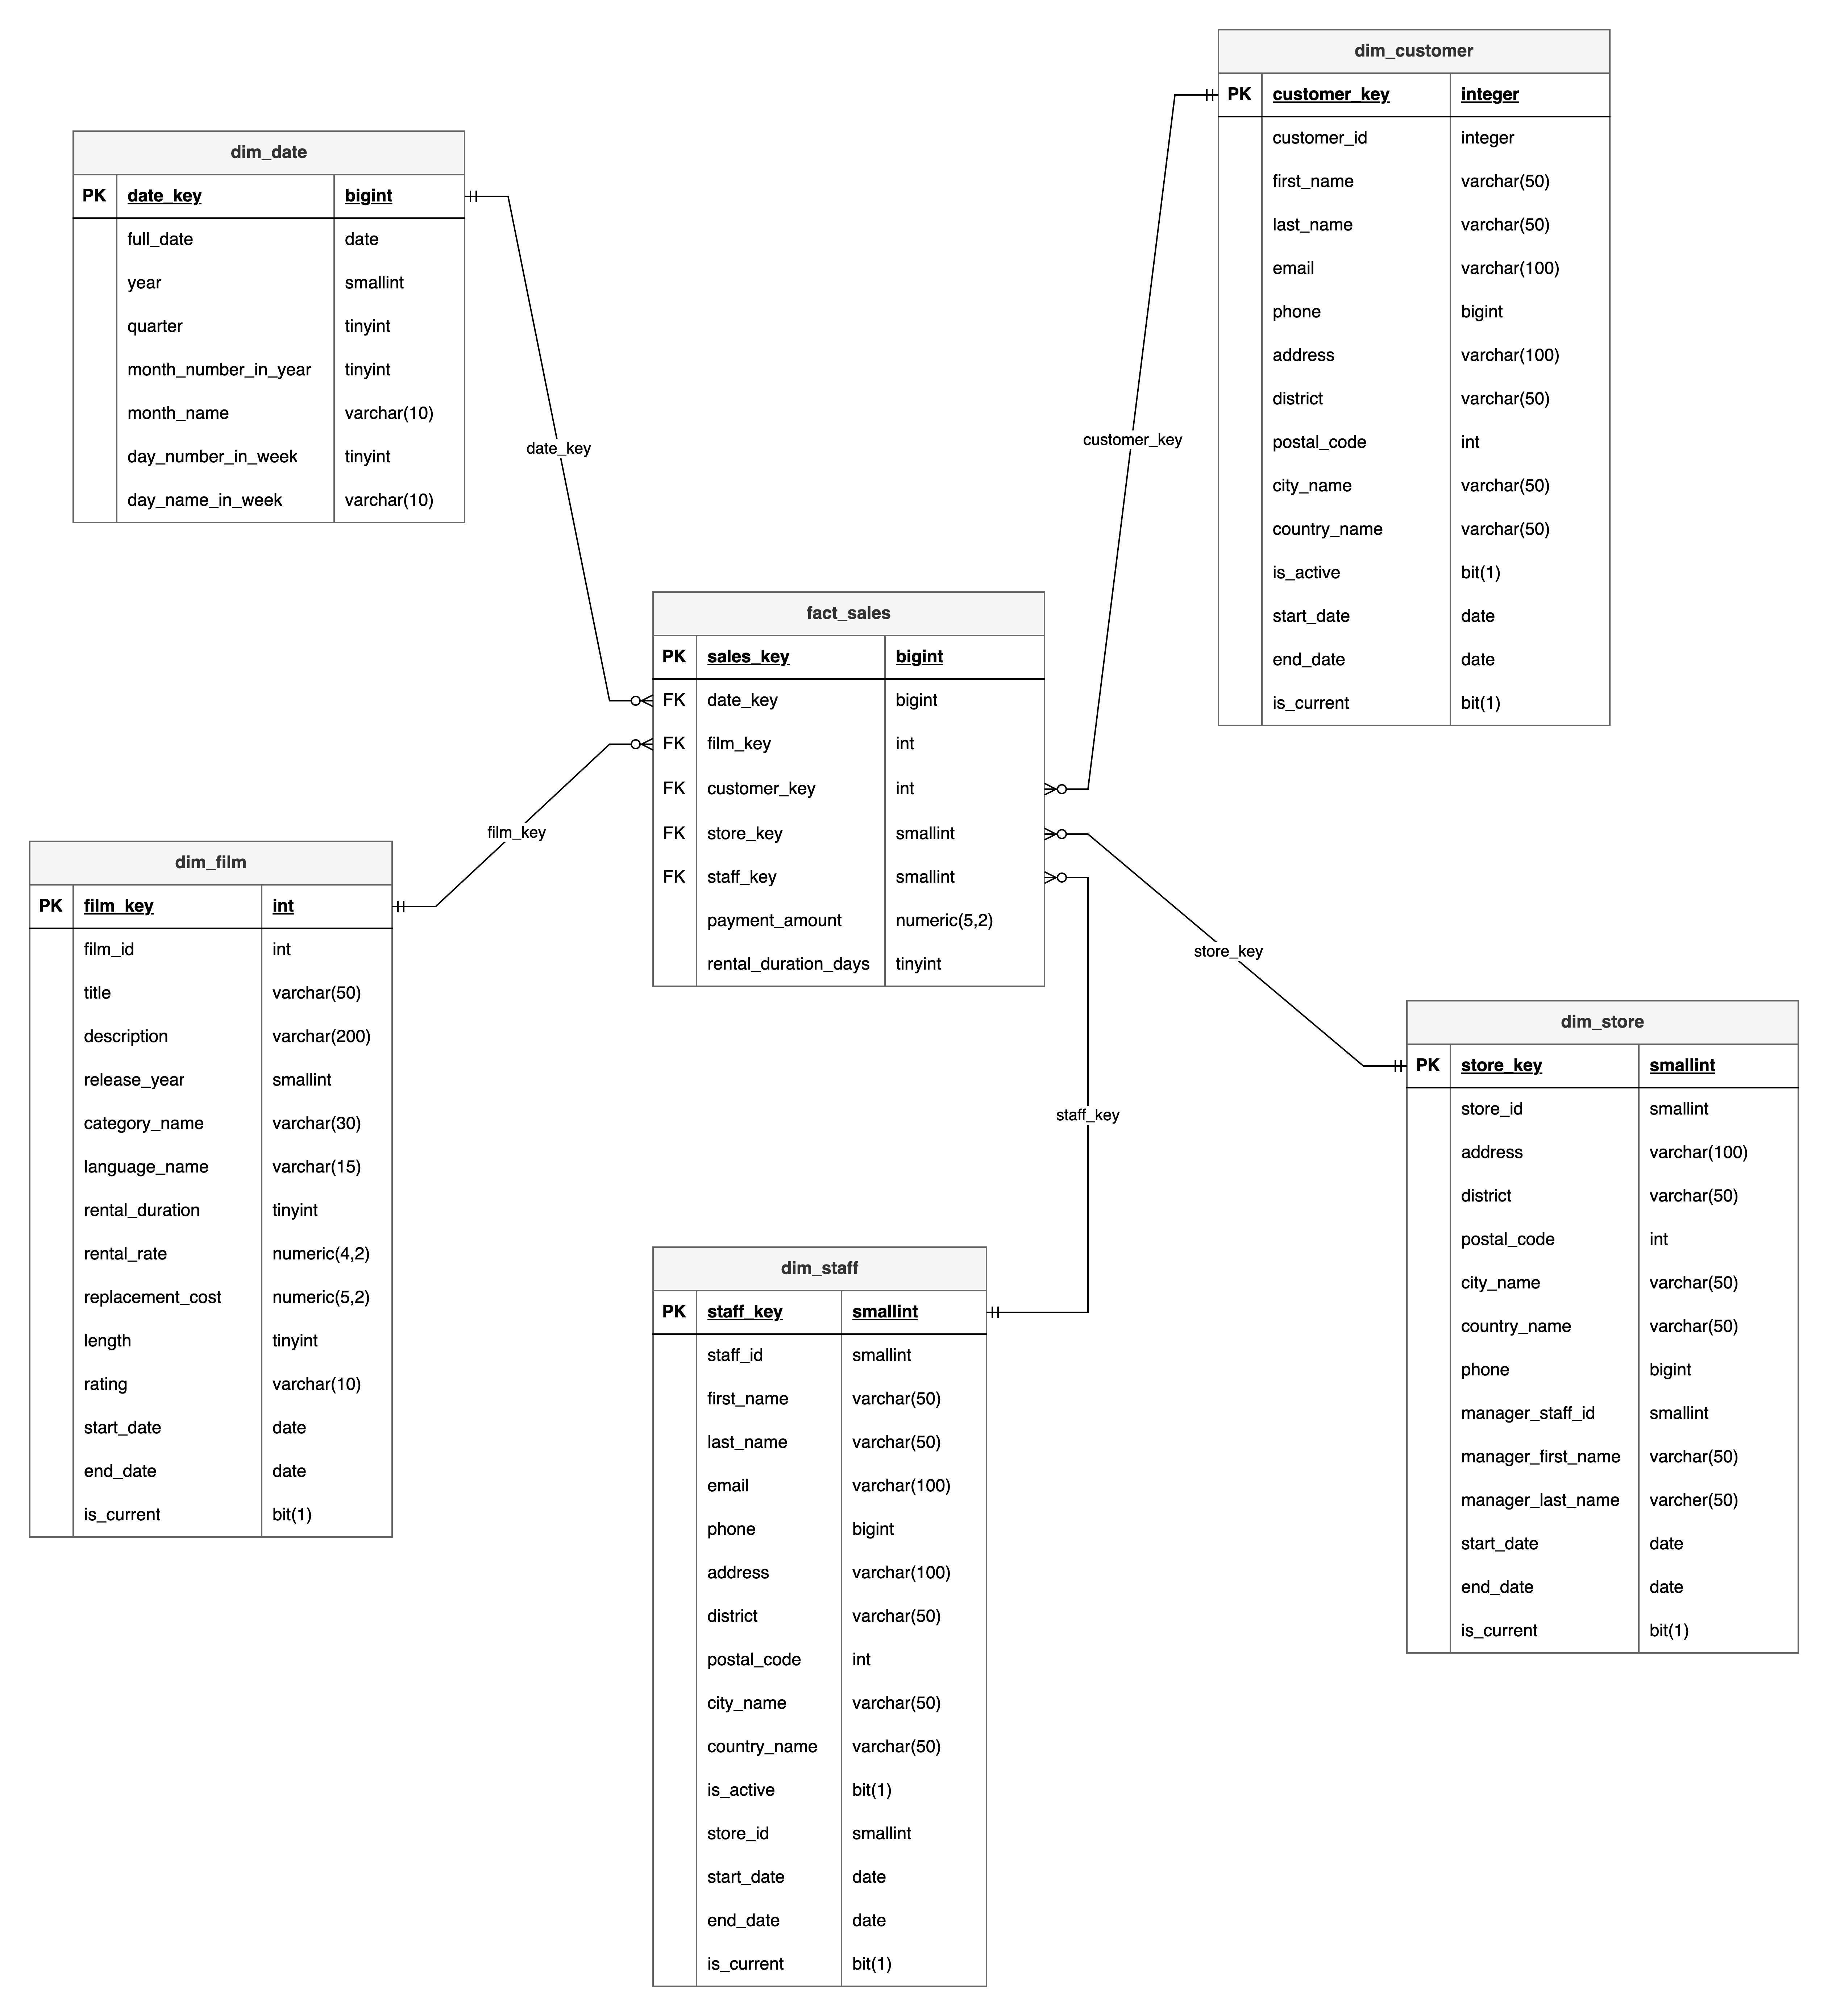 dim_customer
PK customer_key integer
customer_id integer
first_name varchar(50)
last_name varchar(50)
email varchar(100)
phone bigint
address varchar(100)
district varchar(50)
postal_code int
city_name varchar(50)
country_name varchar(50)
is_active bit(1)
start_date date
end_date date
is_current bit(1)
dim_date
PK date_key bigint
full_date date
year smallint
quarter tinyint
month_number_in_year tinyint
month_name varchar(10)
day_number_in_week tinyint
day_name_in_week varchar(10)
date_key
customer_key
fact_sales
PK sales_key bigint
FK date_key bigint
FK film_key int
FK customer_key int
FK store_key smallint
FK staff_key smallint
payment_amount numeric(5,2)
rental_duration_days tinyint
film_key
store_key
staff_key
dim_film
PK film_key int
film_id int
title varchar(50)
description varchar(200)
release_year smallint
category_name varchar(30)
language_name varchar(15)
rental_duration tinyint
rental_rate numeric(4,2)
replacement_cost numeric(5,2)
length tinyint
rating varchar(10)
start_date date
end_date date
is_current bit(1)
dim_store
PK store_key smallint
store_id smallint
address varchar(100)
district varchar(50)
postal_code int
city_name varchar(50)
country_name varchar(50)
phone bigint
manager_staff_id smallint
manager_first_name varchar(50)
manager_last_name varcher(50)
start_date date
end_date date
is_current bit(1)
dim_staff
PK staff_key smallint
staff_id smallint
first_name varchar(50)
last_name varchar(50)
email varchar(100)
phone bigint
address varchar(100)
district varchar(50)
postal_code int
city_name varchar(50)
country_name varchar(50)
is_active bit(1)
store_id smallint
start_date date
end_date date
is_current bit(1)